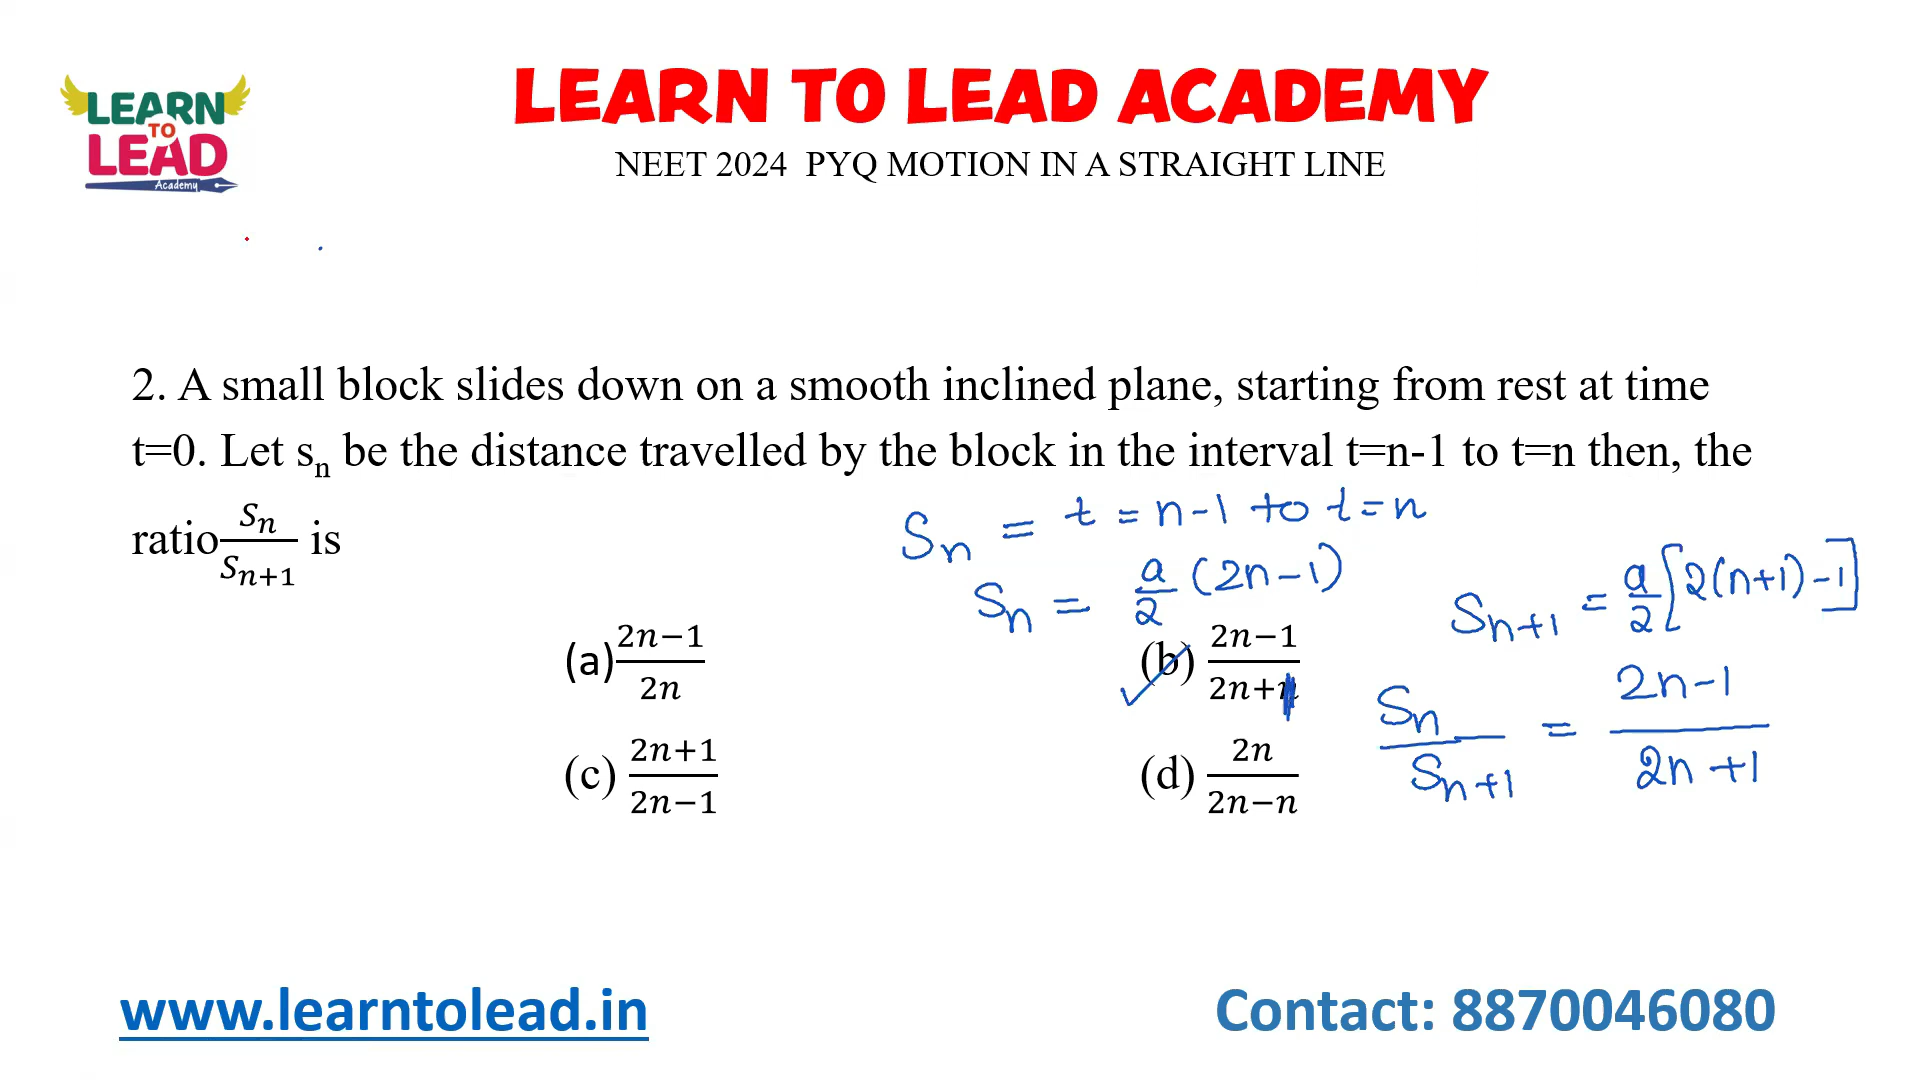 LEARN
TO
LEAD
Academy
LEARN TO LEAD ACADEMY
NEET 2024 PYQ MOTION IN A STRAIGHT LINE
2. A small block slides down on a smooth inclined plane, starting from rest at time
t=0. Let sₙ be the distance travelled by the block in the interval t=n-1 to t=n then, the
ratio Sₙ/Sₙ₊₁ is
Sₙ = t = n-1 to t=n
Sₙ = a/2 (2n-1)
Sₙ₊₁ = a/2 [2(n+1)-1]
(a) 2n−1/2n
(b) 2n−1/2n+1
Sₙ/Sₙ₊₁ = 2n-1/2n+1
(c) 2n+1/2n−1
(d) 2n/2n−n
www.learntolead.in
Contact: 8870046080